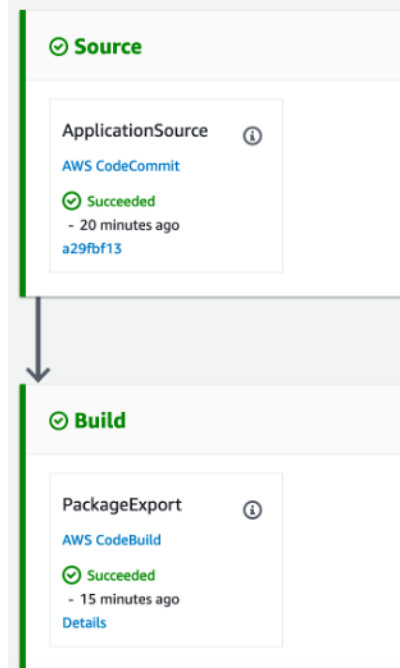 Source
ApplicationSource
AWS CodeCommit
Succeeded
- 20 minutes ago
a29fbf13
Build
PackageExport
AWS CodeBuild
Succeeded
- 15 minutes ago
Details